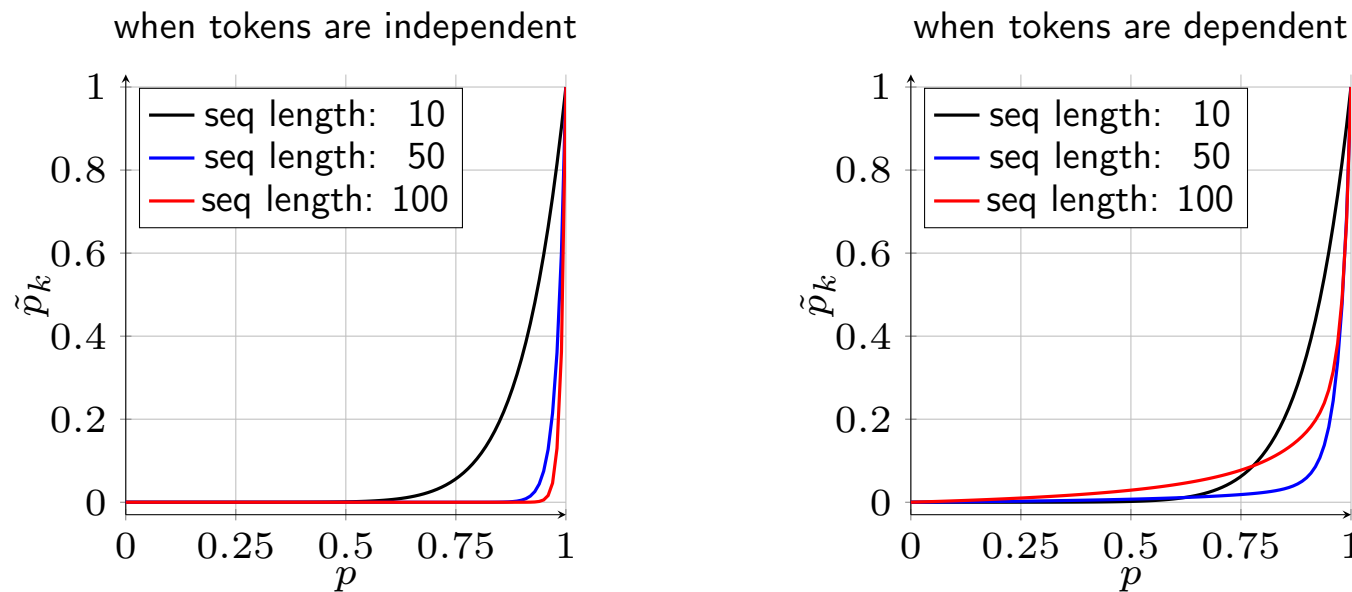 when tokens are independent
1
0.8
0.6
0.4
0.2
0
p̃k
seq length: 10
seq length: 50
seq length: 100
0 0.25 0.5 0.75 1
p
when tokens are dependent
1
0.8
0.6
0.4
0.2
0
p̃k
seq length: 10
seq length: 50
seq length: 100
0 0.25 0.5 0.75 1
p